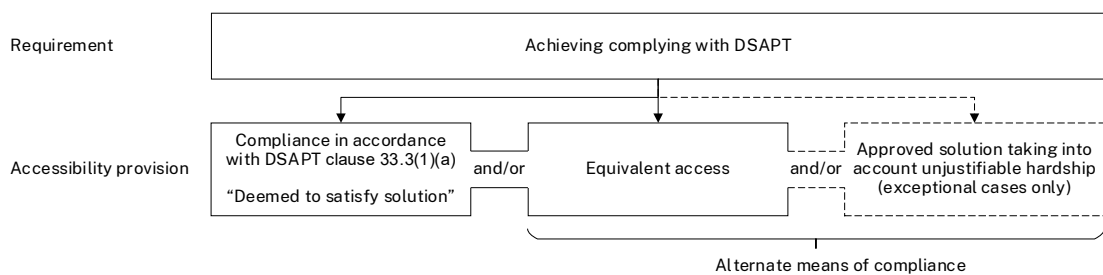 Requirement
Achieving complying with DSAPT
Accessibility provision
Compliance in accordance
with DSAPT clause 33.3(1)(a)
“Deemed to satisfy solution”
and/or
Equivalent access
and/or
Approved solution taking into
account unjustifiable hardship
(exceptional cases only)
Alternate means of compliance